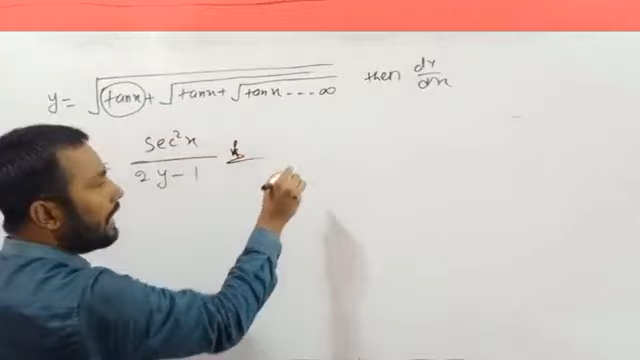 y = √(tanx + √(tanx + √(tanx ---- ∞ then dy/dx
sec²x / 2y-1